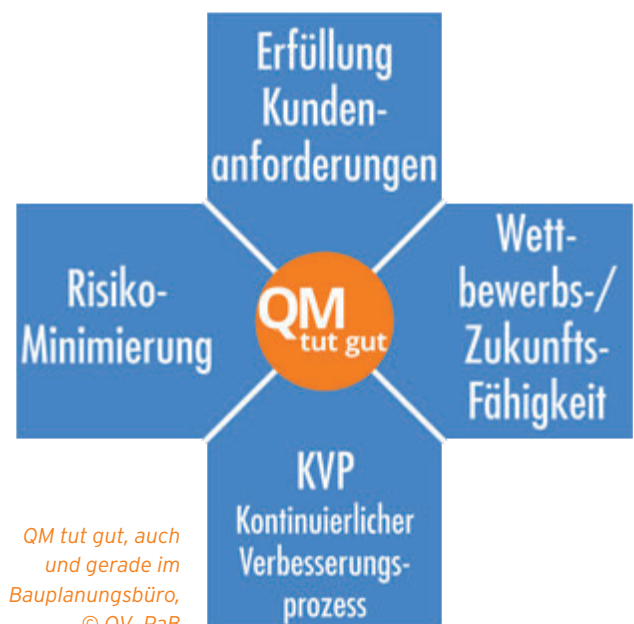 Erfüllung
Kunden-
anforderungen
Risiko-
Minimierung
QM
tut gut
Wett-
bewerbs-/
Zukunfts-
Fähigkeit
KVP
Kontinuierlicher
Verbesserungs-
prozess
QM tut gut, auch
und gerade im
Bauplanungsbüro,